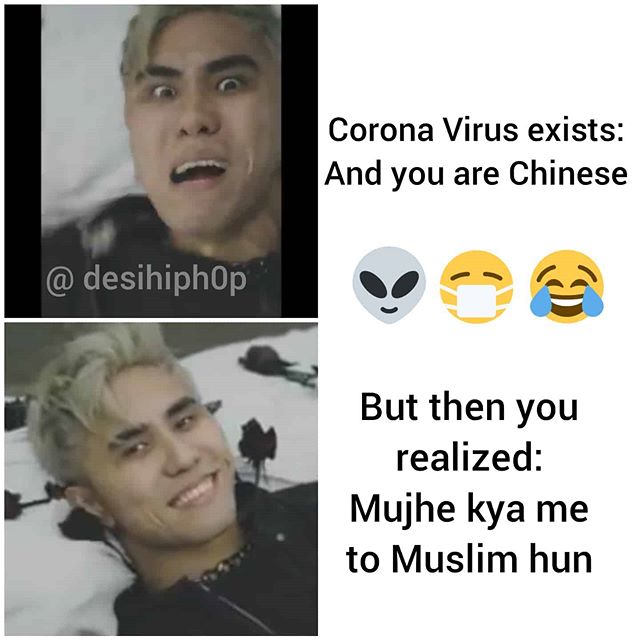 Corona Virus exists:
And you are Chinese
@ desihiph0p
But then you
realized:
Mujhe kya me
to Muslim hun